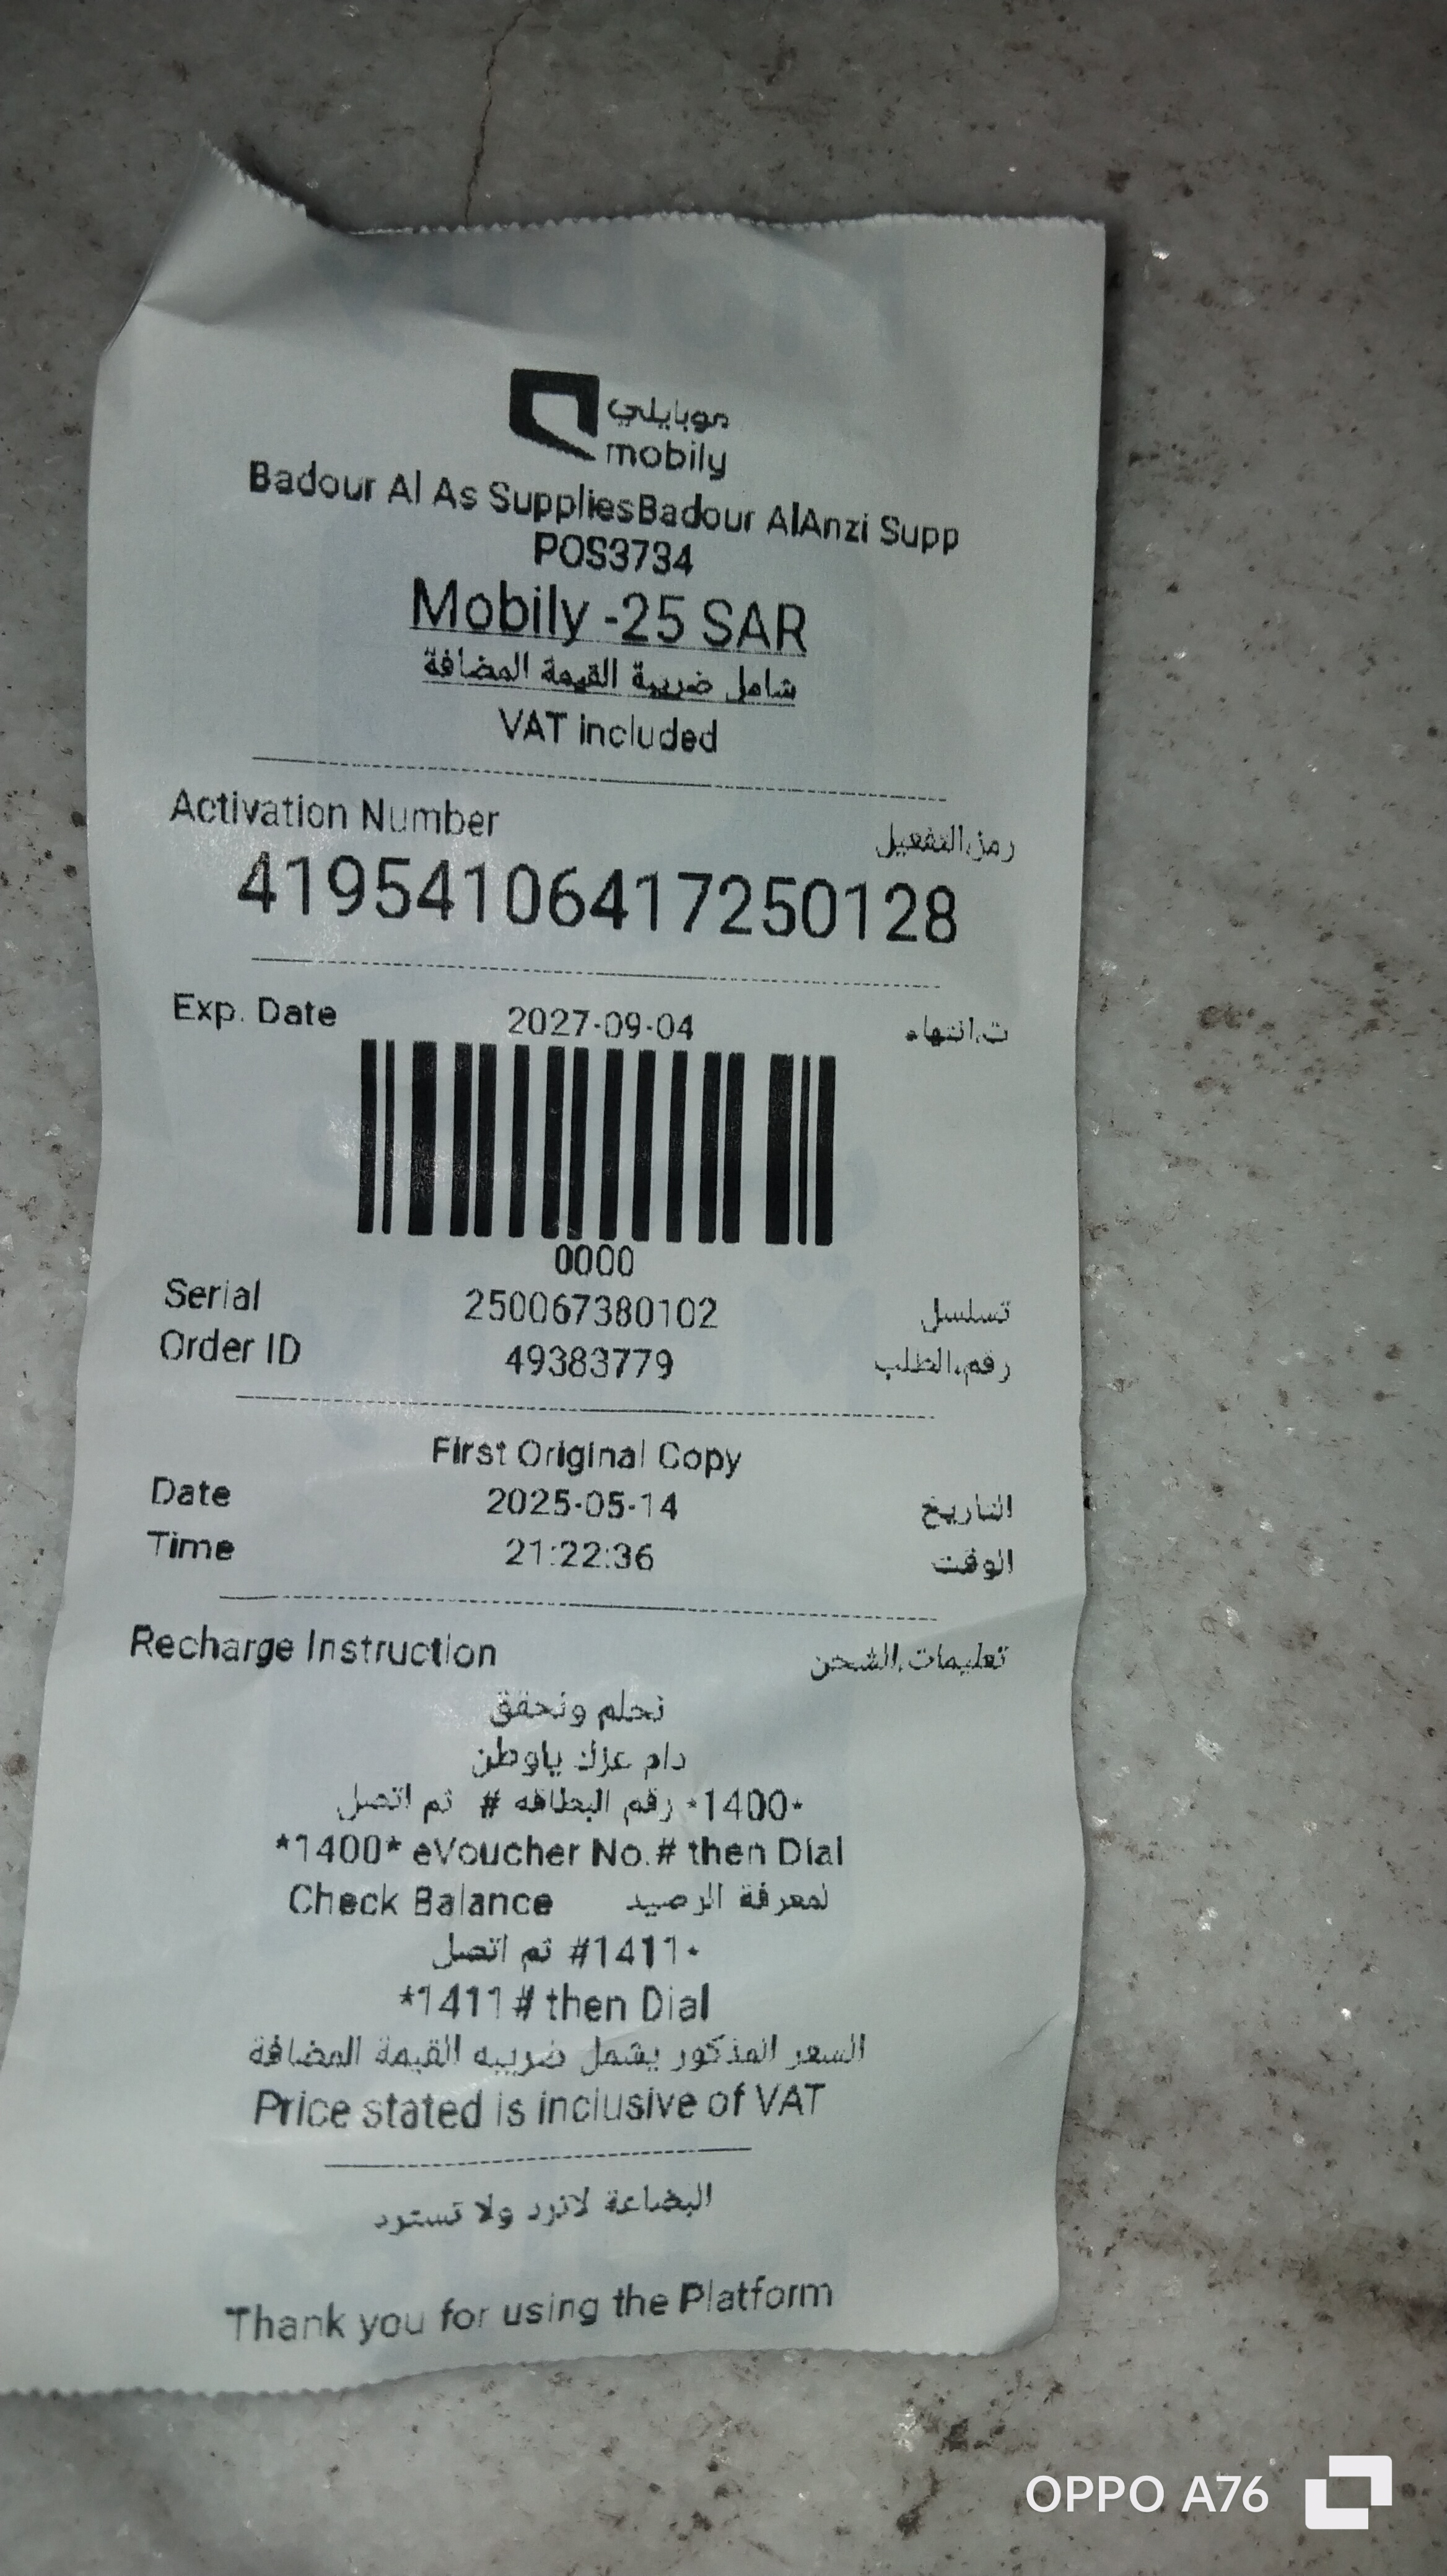 موبايلي
mobily
Badour Al As SuppliesBadour AlAnzi Supp
POS3734
Mobily -25 SAR
شامل ضريبة القيمة المضافة
VAT included
Activation Number رمز.التفعيل
41954106417250128
Exp. Date 2027-09-04 ت.انتهاء
0000
Serial 250067380102 تسلسل
Order ID 49383779 رقم.الطلب
First Original Copy
Date 2025-05-14 التاريخ
Time 21:22:36 الوقت
Recharge Instruction تعليمات.الشحن
نحلم ونحقق
دام عزك ياوطن
*1400* رقم البطاقه # ثم اتصل
*1400* eVoucher No.# then Dial
Check Balance لمعرفة الرصيد
*1411# ثم اتصل
*1411# then Dial
السعر المذكور يشمل ضريبه القيمة المضافة
Price stated is inclusive of VAT
البضاعة لاترد ولا تسترد
Thank you for using the Platform
OPPO A76